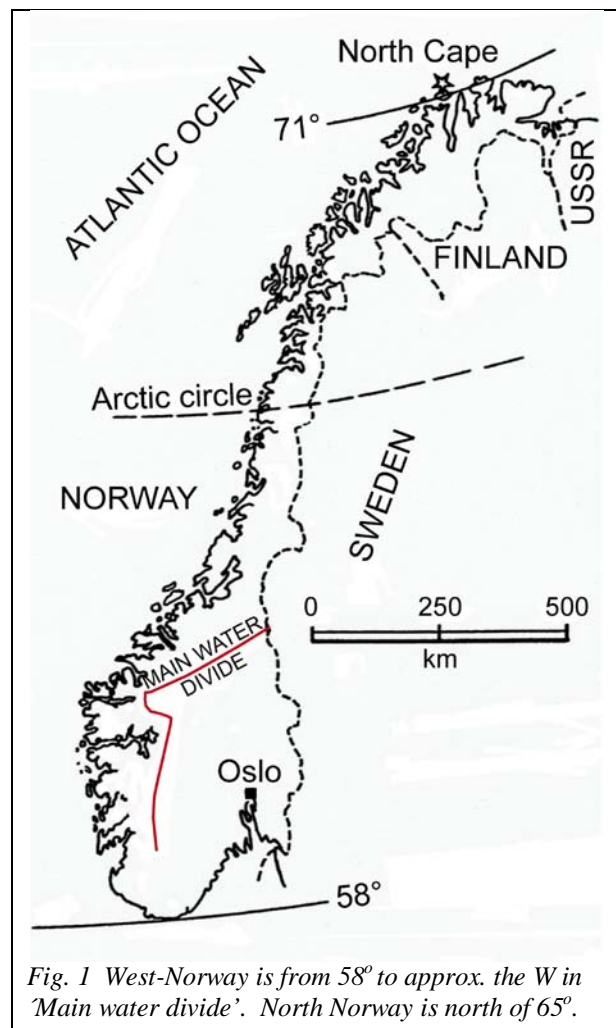 North Cape
71°
ATLANTIC OCEAN
USSR
FINLAND
Arctic circle
NORWAY
SWEDEN
0 250 500
km
MAIN WATER
DIVIDE
Oslo
58°
Fig. 1 West-Norway is from 58° to approx. the W in
´Main water divide’. North Norway is north of 65°.